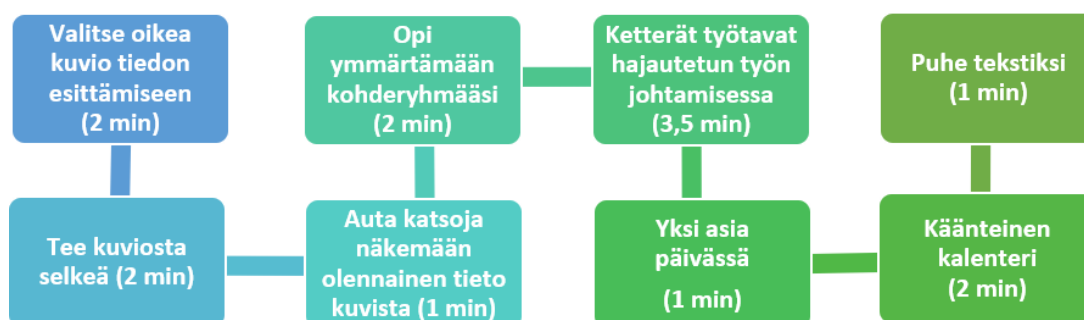 Valitse oikea
kuvio tiedon
esittämiseen
(2 min)
Tee kuviosta
selkeä (2 min)
Auta katsoja
näkemään
olennainen tieto
kuvista (1 min)
Opi
ymmärtämään
kohderyhmääsi
(2 min)
Ketterät työtavat
hajautetun työn
johtamisessa
(3,5 min)
Yksi asia
päivässä
(1 min)
Käänteinen
kalenteri
(2 min)
Puhe tekstiksi
(1 min)